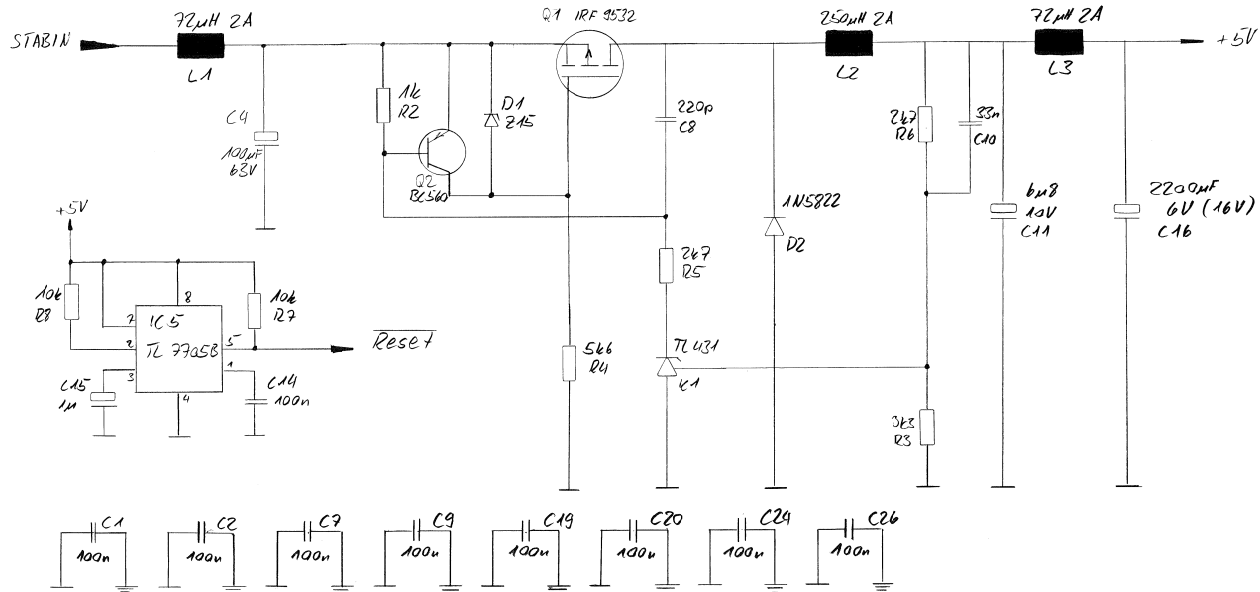 72µH 2A
Q1 IRF 9532
250µH 2A
72µH 2A
STABIN
+5V
L1
L2
L3
1k
R2
D1
Z15
220p
C8
2k7
R6
33n
C10
C4
100µF
63V
Q2
BC560
1N5822
D2
6µ8
10V
C11
2200µF
6V (16V)
C16
+5V
2k7
R5
10k
R8
8
10k
R7
7
IC5
2
TL 7705B
5
Reset
3
1
4
C15
1µ
C14
100n
5k6
R4
TL431
IC1
3k3
R3
C1
100n
C2
100n
C7
100n
C9
100n
C19
100n
C20
100n
C24
100n
C26
100n